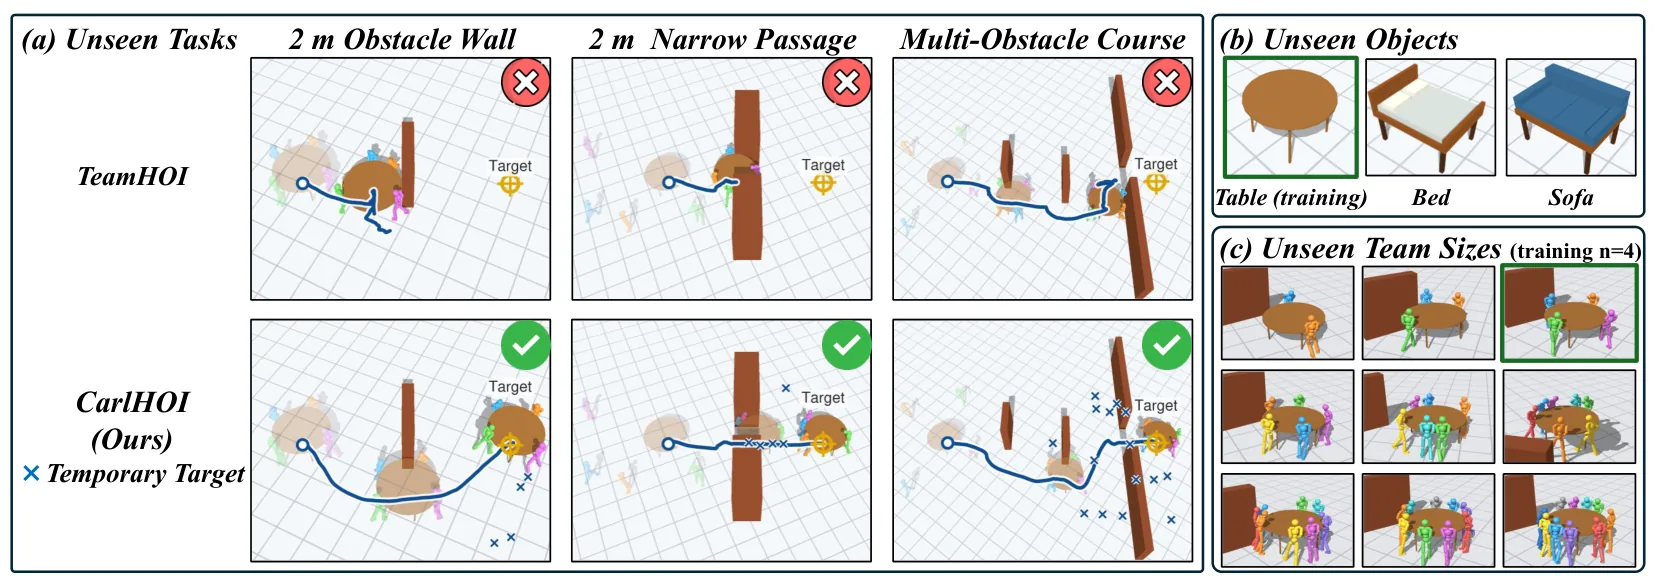 (a) Unseen Tasks
2 m Obstacle Wall
2 m Narrow Passage
Multi-Obstacle Course
TeamHOI
Target
Target
Target
CarlHOI
(Ours)
× Temporary Target
Target
Target
Target
(b) Unseen Objects
Table (training)
Bed
Sofa
(c) Unseen Team Sizes (training n=4)